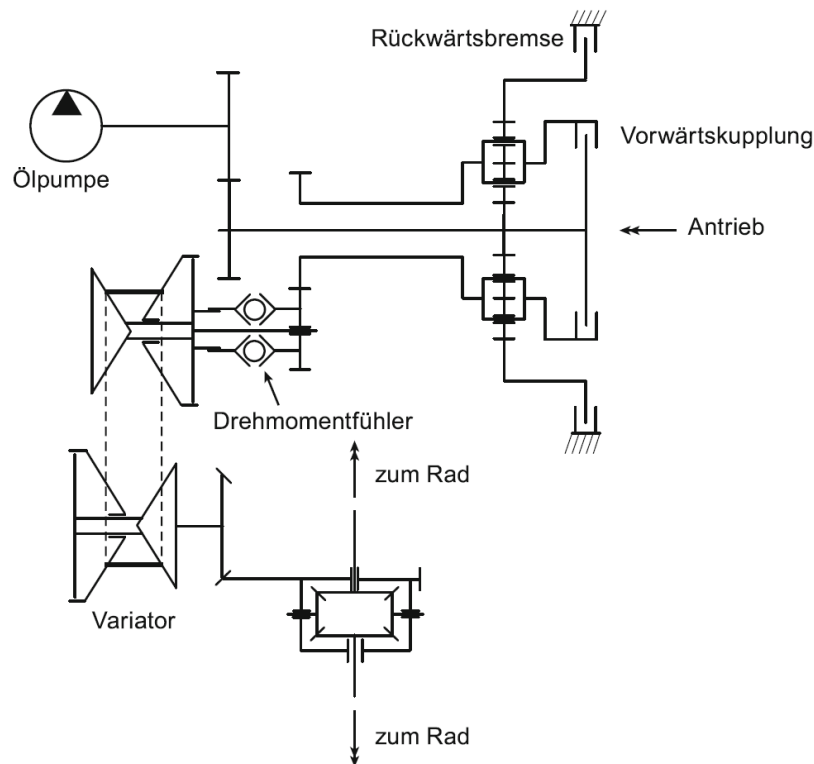 Rückwärtsbremse
Vorwärtskupplung
Ölpumpe
Antrieb
Drehmomentfühler
zum Rad
Variator
zum Rad